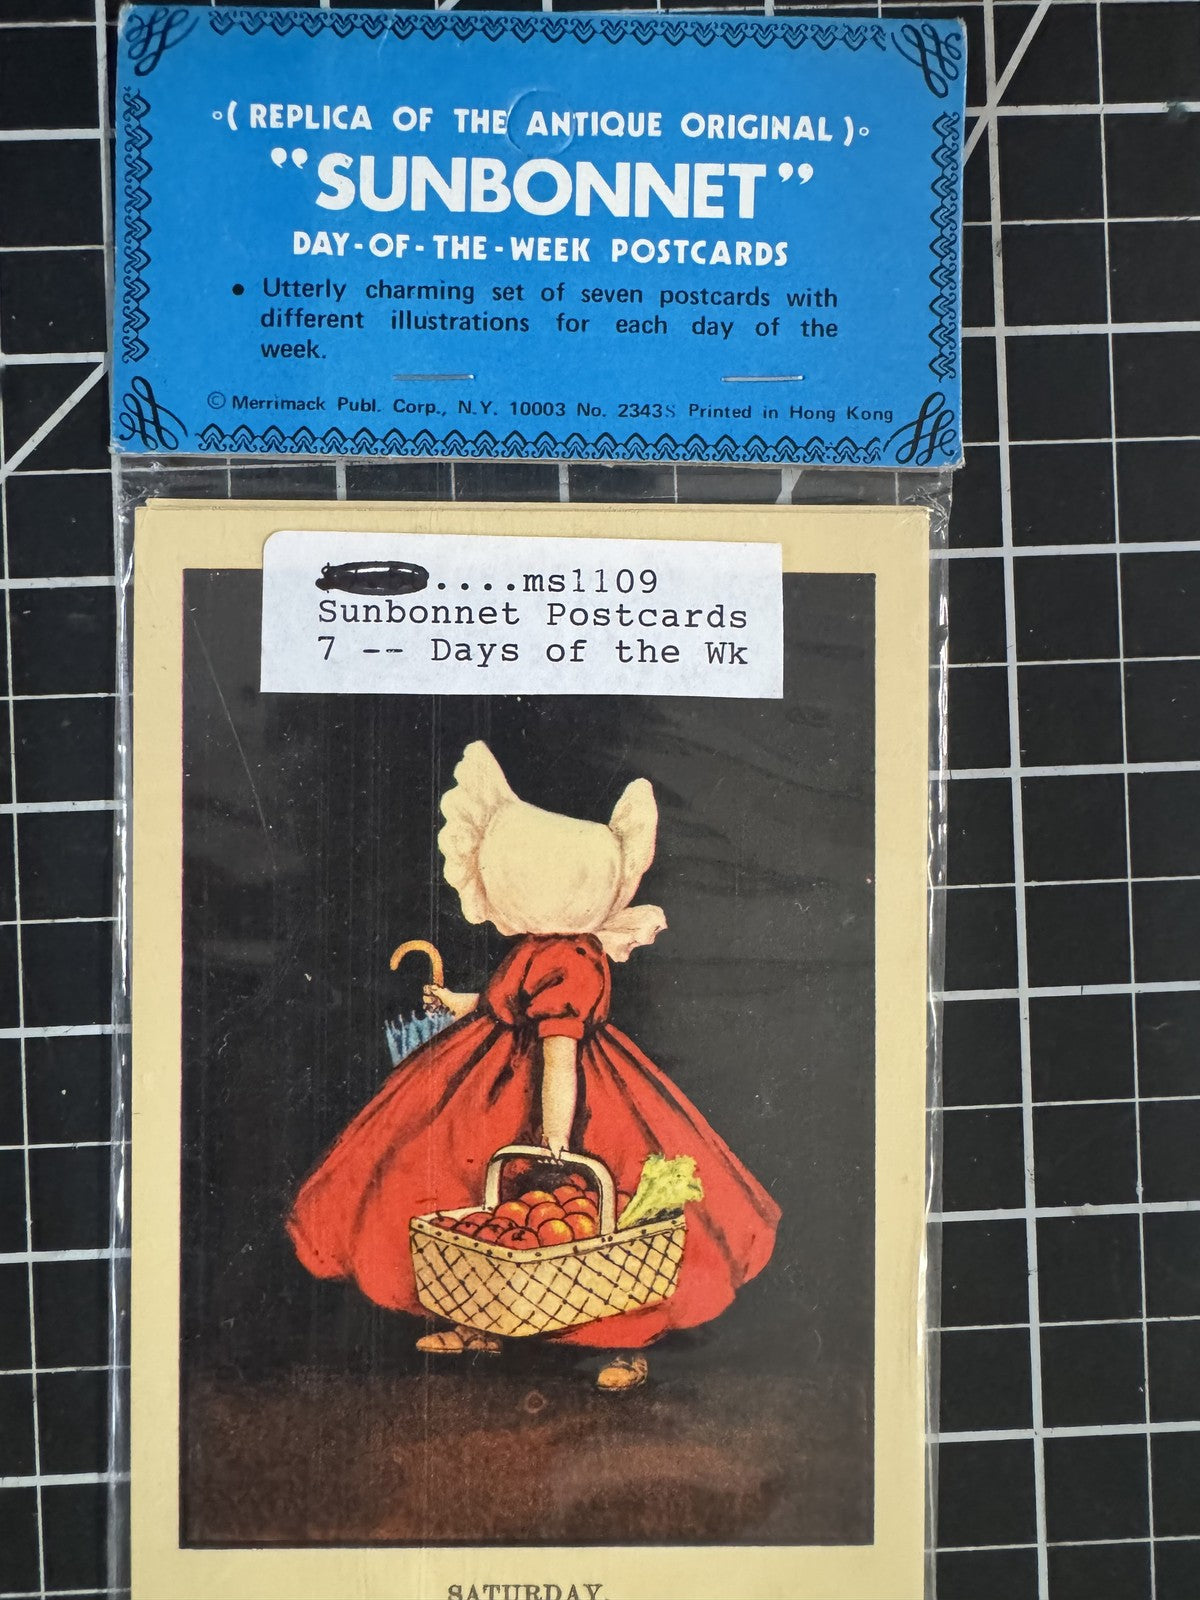 (REPLICA OF THE ANTIQUE ORIGINAL)
"SUNBONNET"
DAY-OF-THE-WEEK POSTCARDS
• Utterly charming set of seven postcards with
different illustrations for each day of the
week.
© Merrimack Publ. Corp., N.Y. 10003 No. 2343S Printed in Hong Kong
....ms1109
Sunbonnet Postcards
7 -- Days of the Wk
SATURDAY.